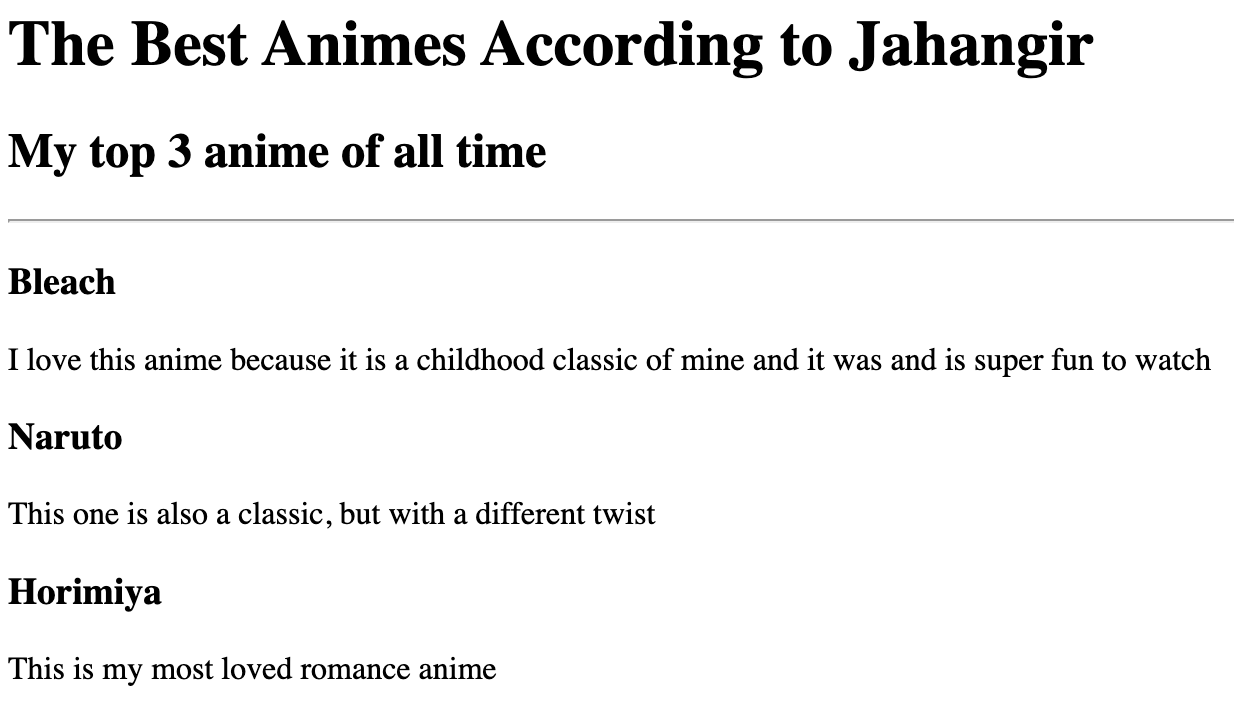 The Best Animes According to Jahangir
My top 3 anime of all time
Bleach
I love this anime because it is a childhood classic of mine and it was and is super fun to watch
Naruto
This one is also a classic, but with a different twist
Horimiya
This is my most loved romance anime